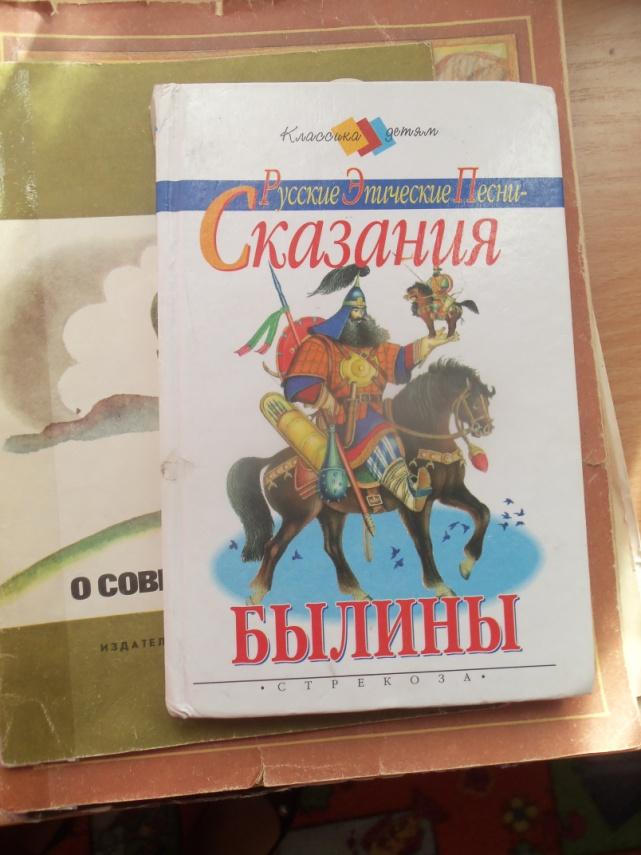 Классика детям
Русские Эпические Песни-
Сказания
БЫЛИНЫ
• СТРЕКОЗА •
О СОВ
ИЗДАТЕЛ